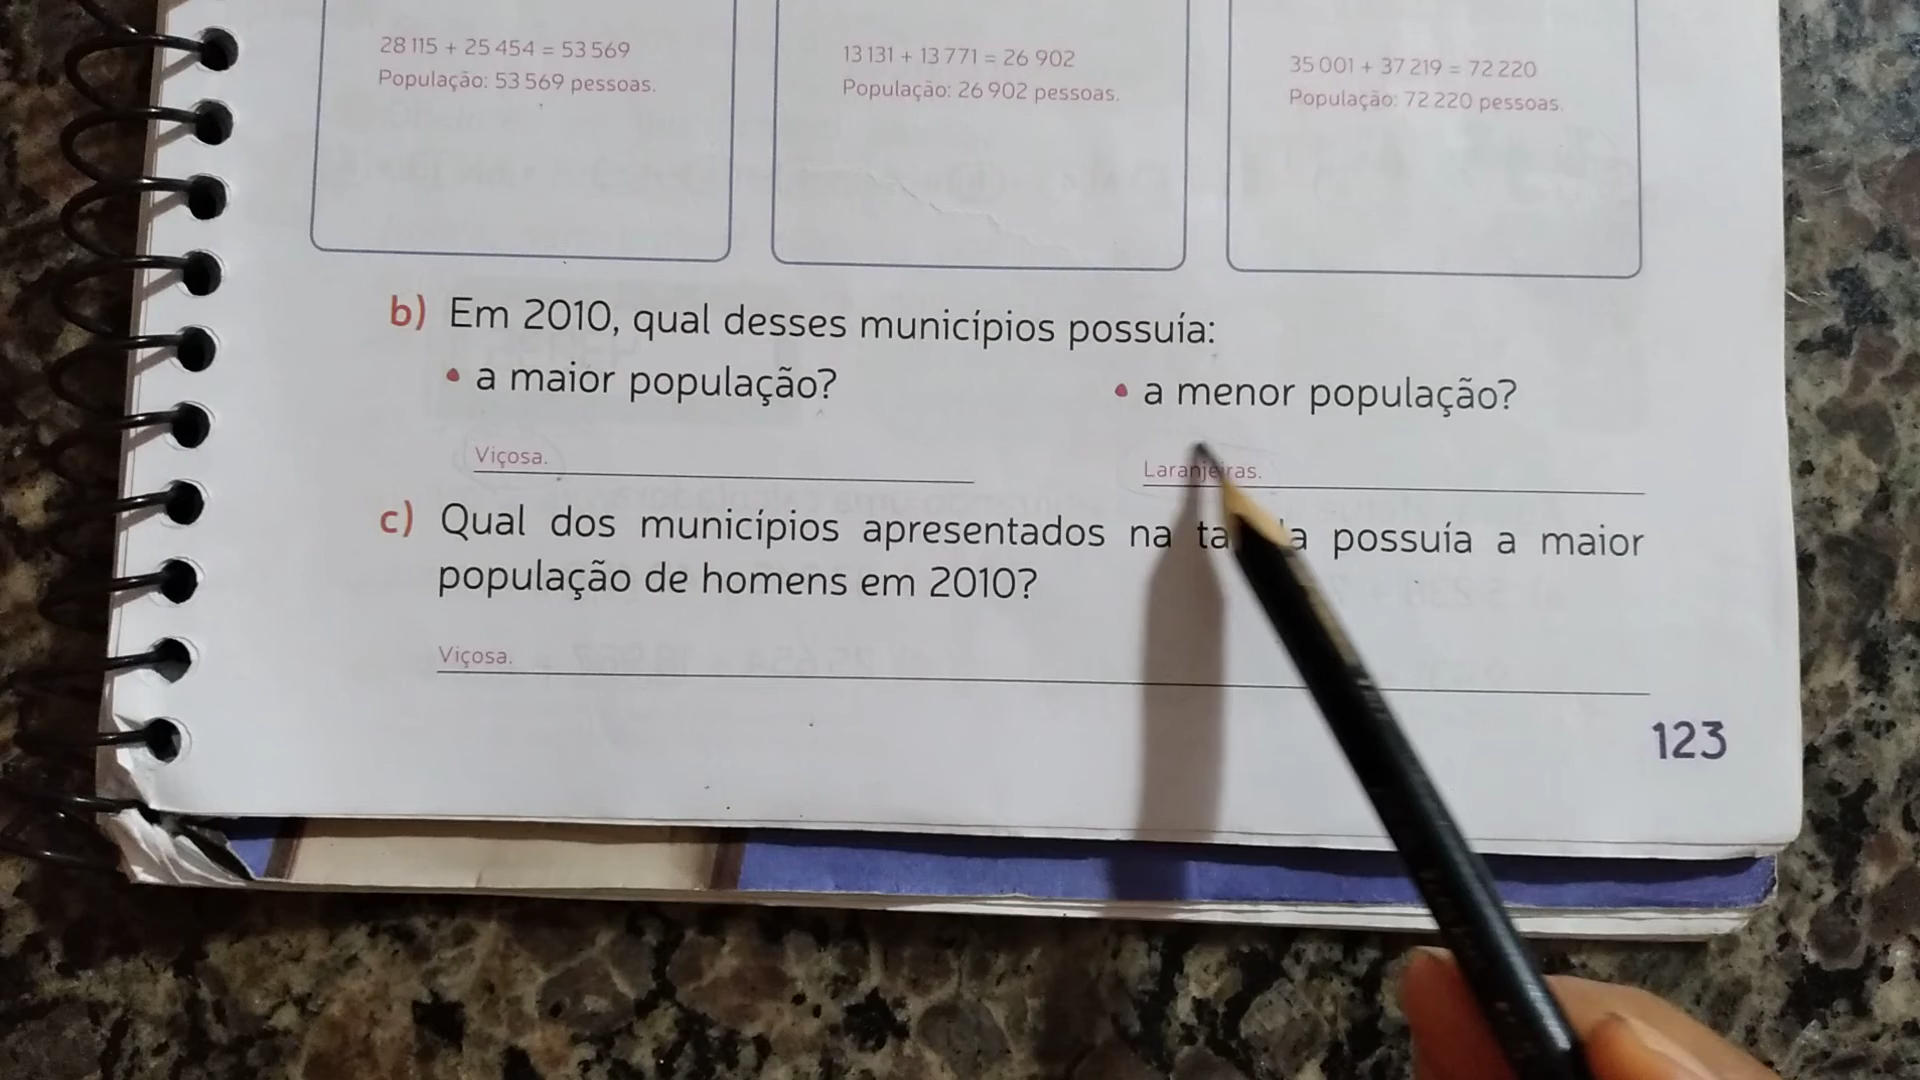 28 115 + 25 454 = 53 569
População: 53 569 pessoas.
13 131 + 13 771 = 26 902
População: 26 902 pessoas.
35 001 + 37 219 = 72 220
População: 72 220 pessoas.
b) Em 2010, qual desses municípios possuía:
• a maior população?
• a menor população?
Viçosa.
Laranjeiras.
c) Qual dos municípios apresentados na possuía a maior
população de homens em 2010?
Viçosa.
123